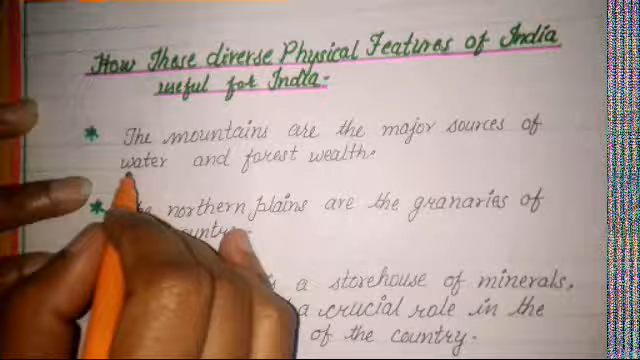 How These diverse Physical Features of India
useful for India:-
* The mountains are the major sources of
water and forest wealth.
* northern plains are the granaries of
a storehouse of minerals,
a crucial role in the
of the country.